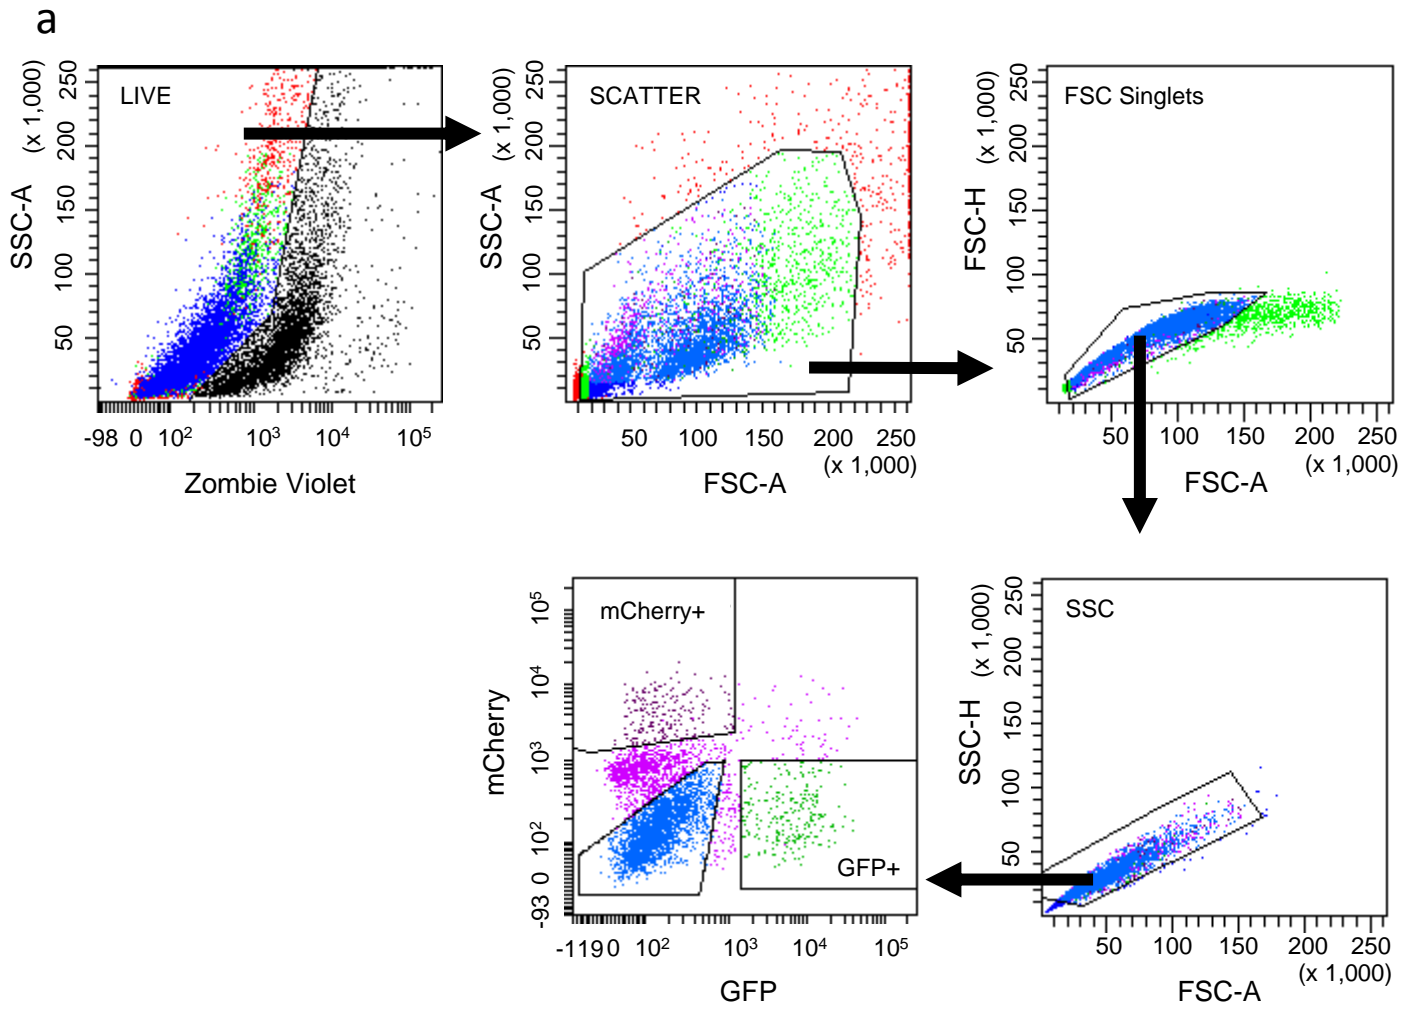 a
LIVE
SSC-A (x 1,000)
250
200
150
100
50
-98 0 10² 10³ 10⁴ 10⁵
Zombie Violet
SCATTER
SSC-A (x 1,000)
250
200
150
100
50
50 100 150 200 250
(x 1,000)
FSC-A
FSC Singlets
FSC-H (x 1,000)
250
200
150
100
50
50 100 150 200 250
(x 1,000)
FSC-A
mCherry+
GFP+
mCherry
10⁵
10⁴
10³
10²
0
-93
-119 0 10² 10³ 10⁴ 10⁵
GFP
SSC
SSC-H (x 1,000)
250
200
150
100
50
50 100 150 200 250
(x 1,000)
FSC-A